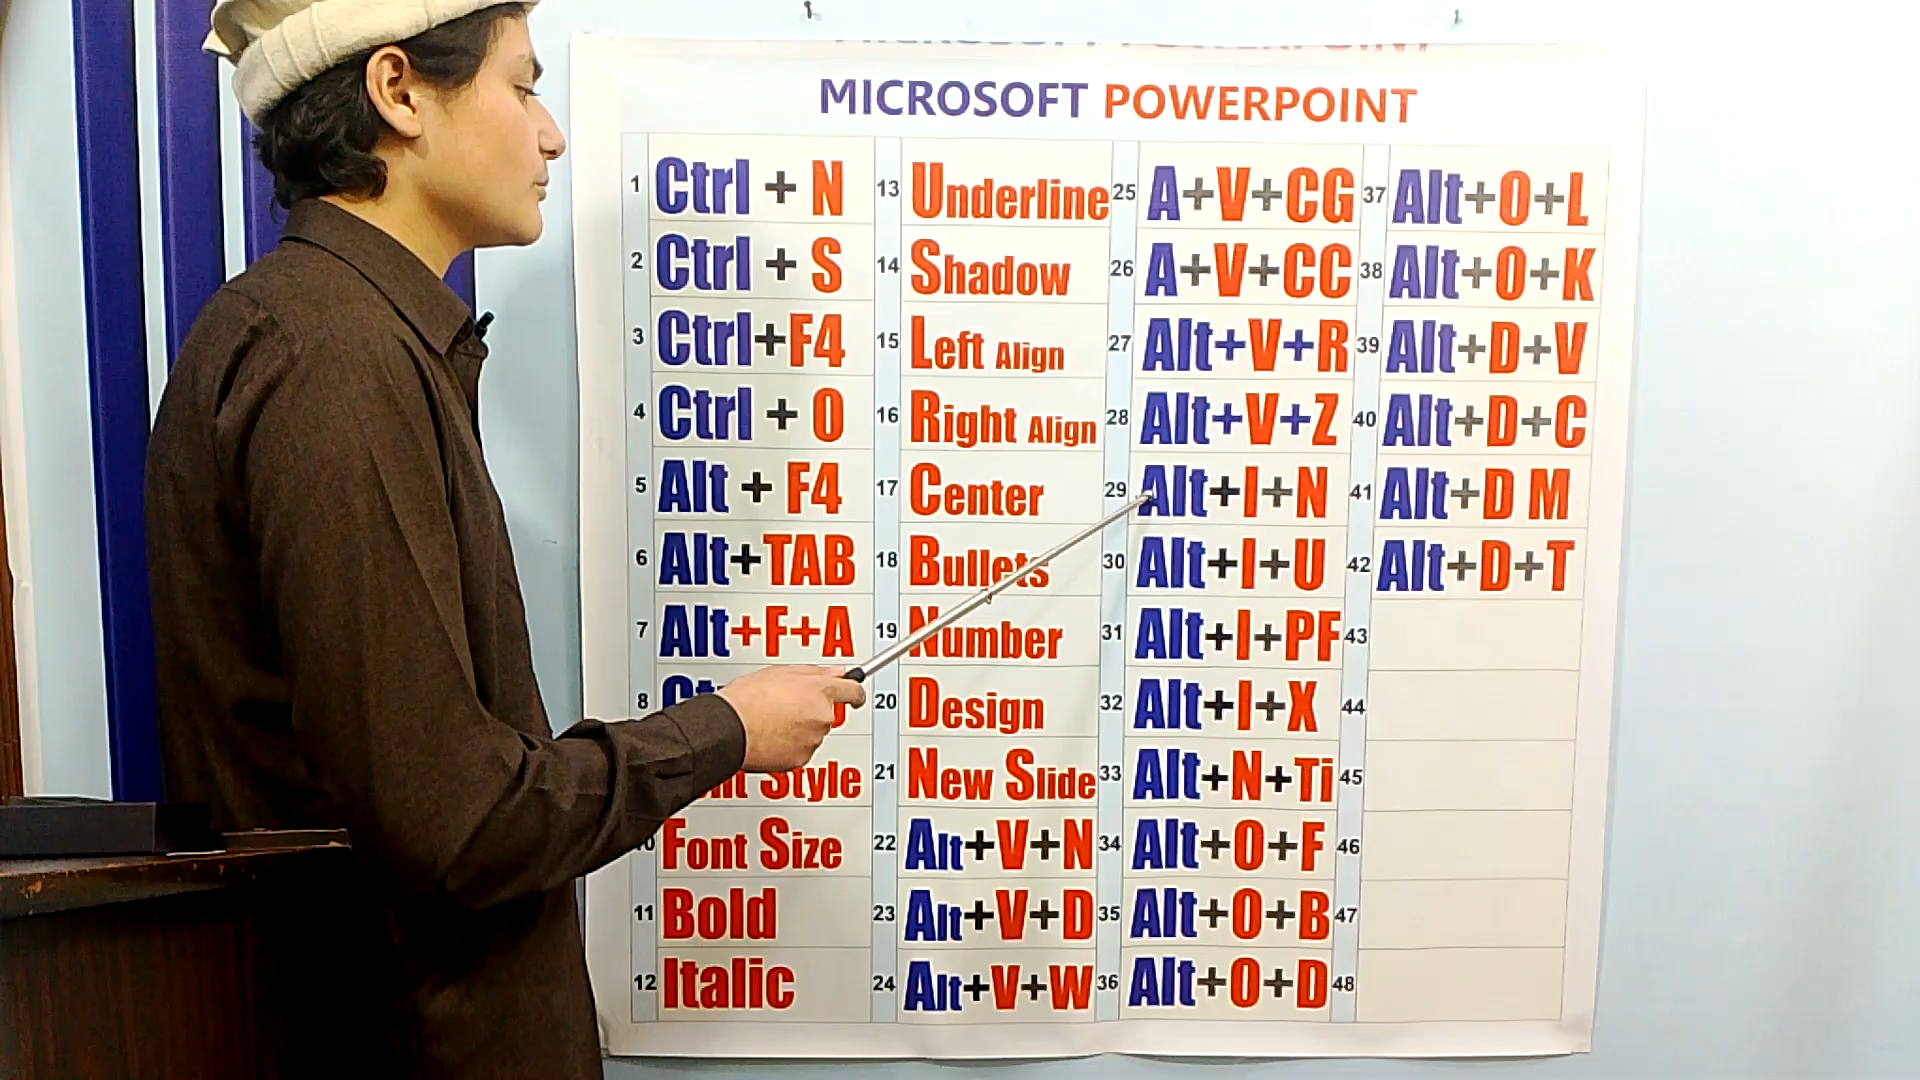 MICROSOFT POWERPOINT
1 Ctrl + N
2 Ctrl + S
3 Ctrl+F4
4 Ctrl + O
5 Alt + F4
6 Alt+TAB
7 Alt+F+A
8
Style
Font Size
11 Bold
12 Italic
13 Underline
14 Shadow
15 Left Align
16 Right Align
17 Center
18 Bullets
19 Number
20 Design
21 New Slide
22 Alt+V+N
23 Alt+V+D
24 Alt+V+W
25 A+V+CG
26 A+V+CC
27 Alt+V+R
28 Alt+V+Z
29 Alt+I+N
30 Alt+I+U
31 Alt+I+PF
32 Alt+I+X
33 Alt+N+Ti
34 Alt+O+F
35 Alt+O+B
36 Alt+O+D
37 Alt+O+L
38 Alt+O+K
39 Alt+D+V
40 Alt+D+C
41 Alt+D M
42 Alt+D+T
43
44
45
46
47
48